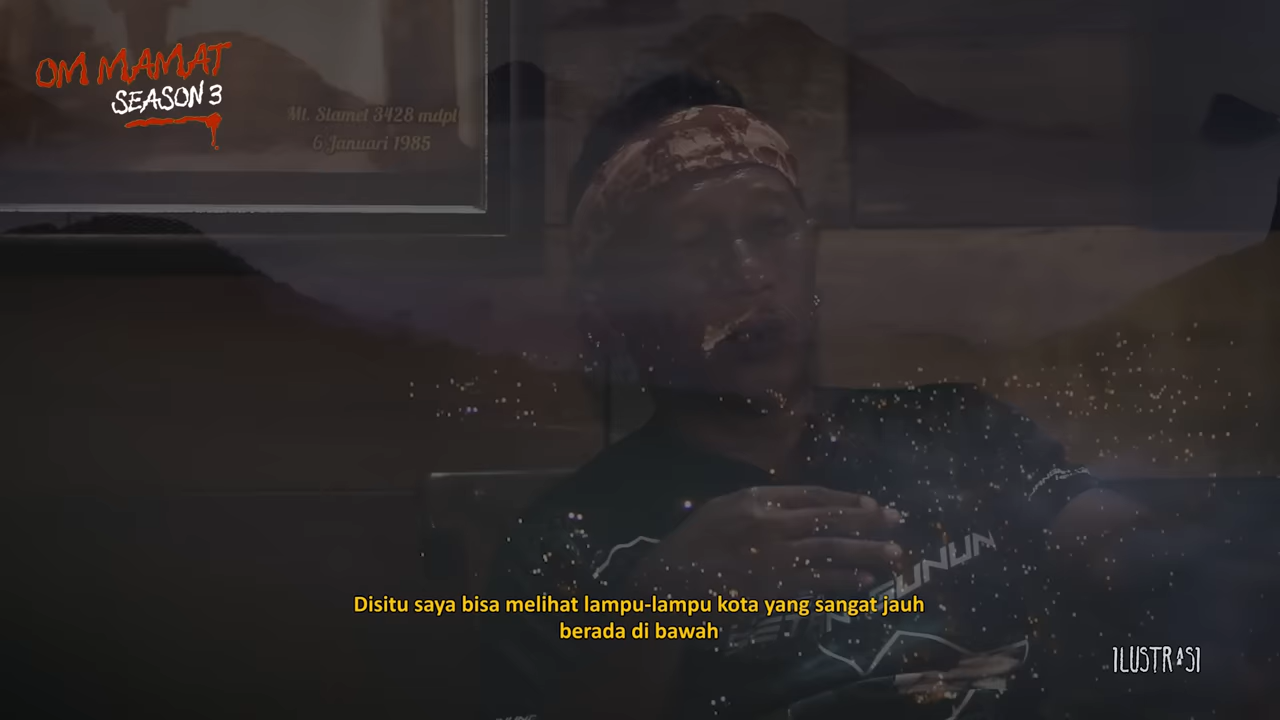 OM MAMAT
SEASON 3
Mt. Slamet 3428 mdpl
6 Januari 1985
Disitu saya bisa melihat lampu-lampu kota yang sangat jauh
berada di bawah
ILUSTRASI